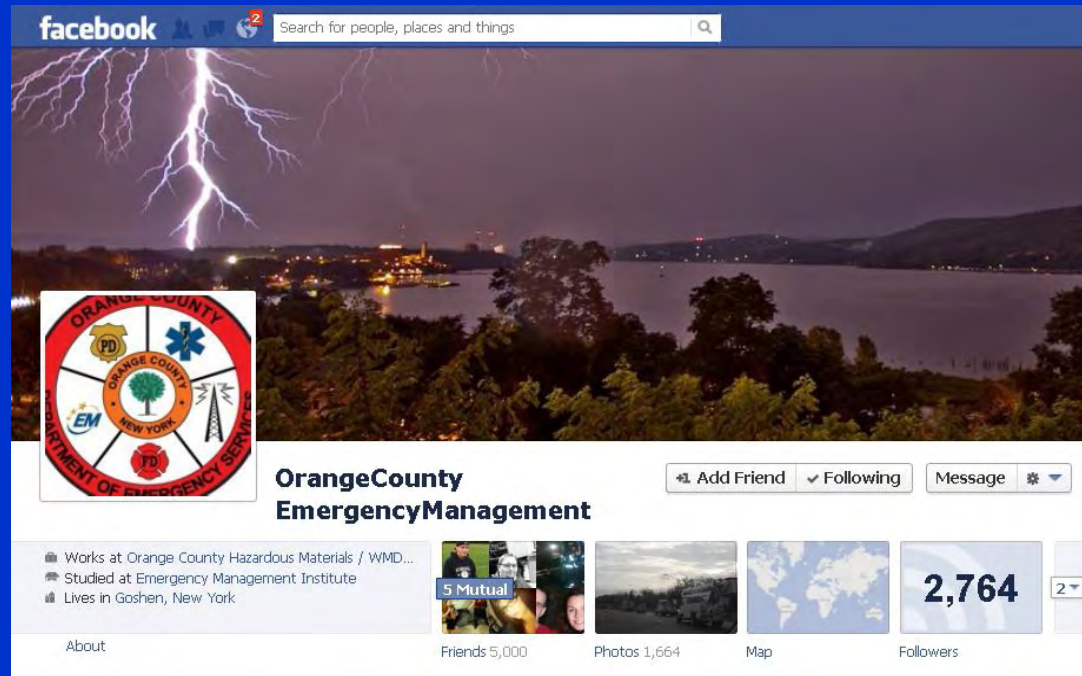 facebook
2
Search for people, places and things
ORANGE COUNTY
DEPARTMENT OF EMERGENCY SERVICES
PD
ORANGE COUNTY
NEW YORK
EM
FD
OrangeCounty
EmergencyManagement
+1 Add Friend
Following
Message
Works at Orange County Hazardous Materials / WMD...
Studied at Emergency Management Institute
Lives in Goshen, New York
About
5 Mutual
2,764
2
Friends 5,000
Photos 1,664
Map
Followers